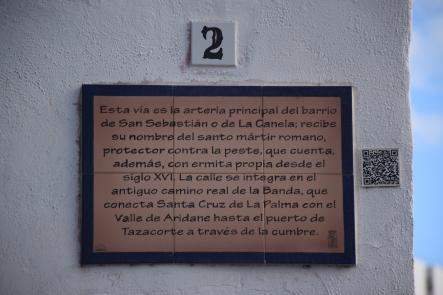 2
Esta vía es la arteria principal del barrio
de San Sebastián o de La Canela; recibe
su nombre del santo mártir romano,
protector contra la peste, que cuenta,
además, con ermita propia desde el
siglo XVI. La calle se integra en el
antiguo camino real de la Banda, que
conecta Santa Cruz de La Palma con el
Valle de Aridane hasta el puerto de
Tazacorte a través de la cumbre.